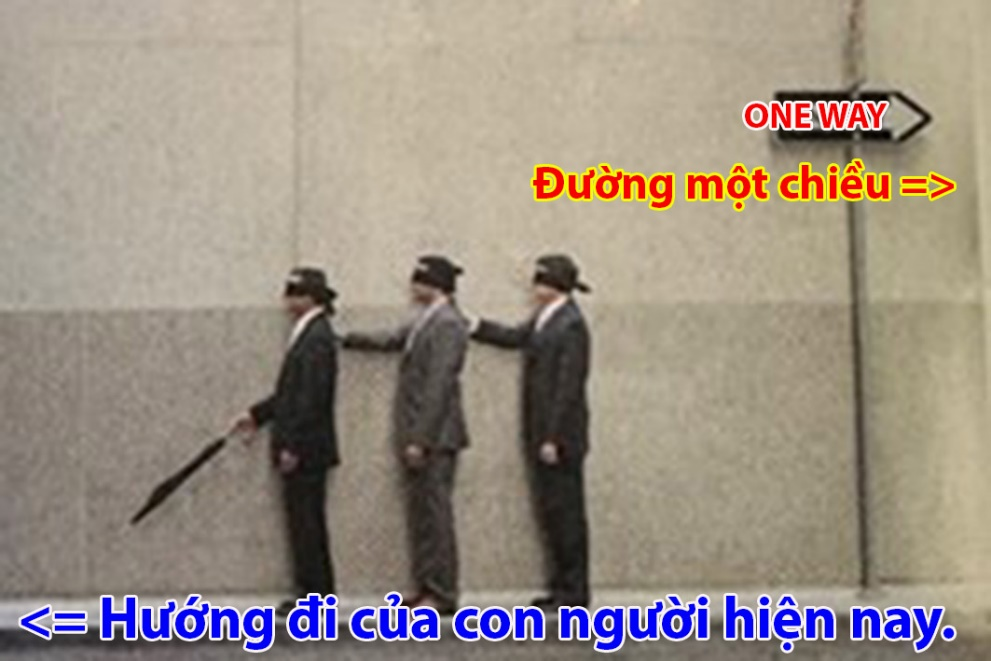 ONE WAY
Đường một chiều =>
<= Hướng đi của con người hiện nay.